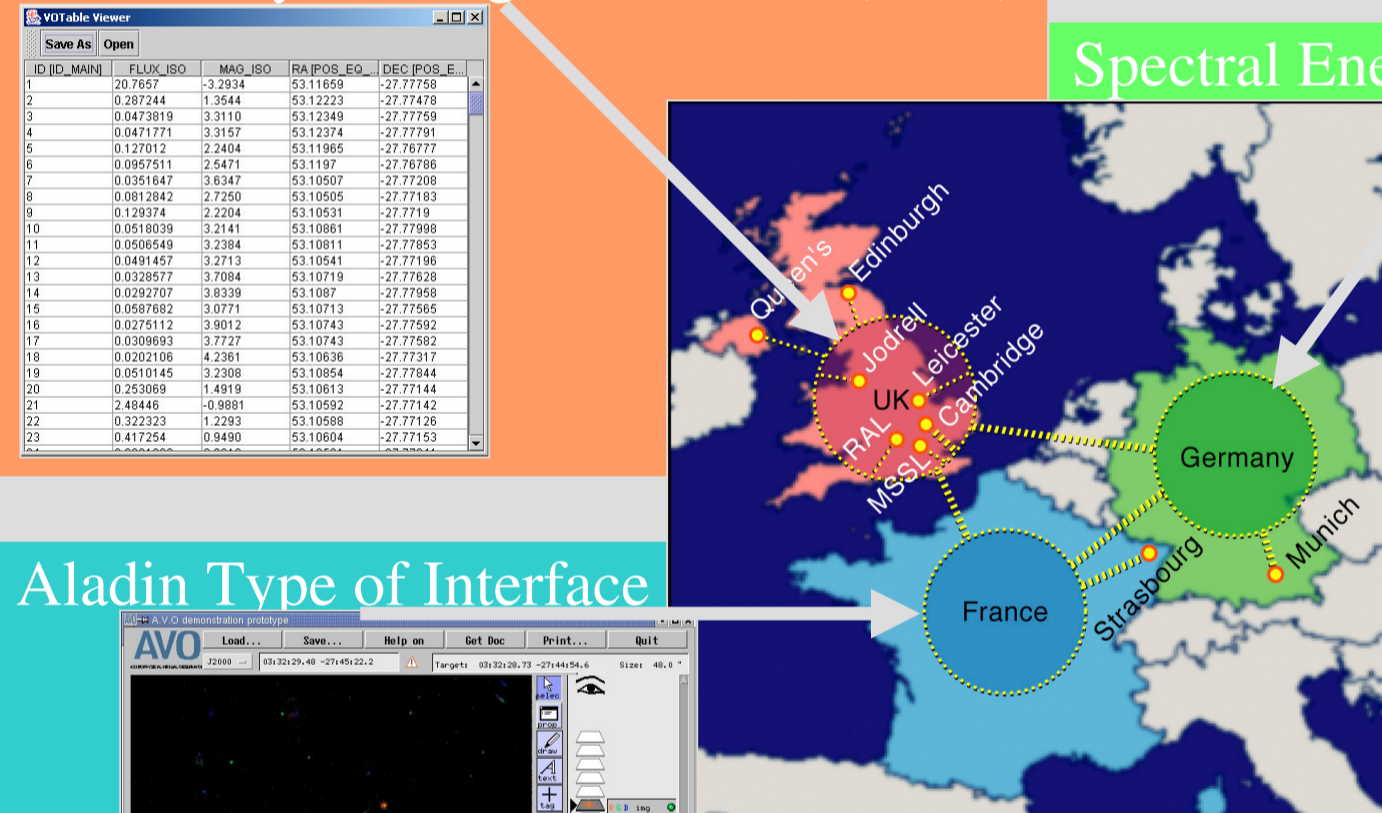 VOTable Viewer
Save As Open
ID [ID_MAIN] FLUX_ISO MAG_ISO RA [POS_EQ_... DEC [POS_E...
1 20.7657 -3.2934 53.11659 -27.77758
2 0.287244 1.3544 53.12223 -27.77478
3 0.0473819 3.3110 53.12349 -27.77759
4 0.0471771 3.3157 53.12374 -27.77791
5 0.127012 2.2404 53.11965 -27.76777
6 0.0957511 2.5471 53.1197 -27.76786
7 0.0351647 3.6347 53.10507 -27.77208
8 0.0812842 2.7250 53.10505 -27.77183
9 0.129374 2.2204 53.10531 -27.7719
10 0.0518039 3.2141 53.10861 -27.77998
11 0.0506549 3.2384 53.10811 -27.77853
12 0.0491457 3.2713 53.10541 -27.77196
13 0.0328577 3.7084 53.10719 -27.77628
14 0.0292707 3.8339 53.1087 -27.77958
15 0.0587682 3.0771 53.10713 -27.77565
16 0.0275112 3.9012 53.10743 -27.77592
17 0.0309693 3.7727 53.10743 -27.77582
18 0.0202106 4.2361 53.10636 -27.77317
19 0.0510145 3.2308 53.10854 -27.77844
20 0.253069 1.4919 53.10613 -27.77144
21 2.48446 -0.9881 53.10592 -27.77142
22 0.322323 1.2293 53.10588 -27.77126
23 0.417254 0.9490 53.10604 -27.77153
Spectral Ene
Queen's
Edinburgh
Jodrell
Leicester
Cambridge
UK
RAL
MSSL
Germany
Munich
Strasbourg
France
Aladin Type of Interface
A.V.O demonstration prototype
AVO
Load... Save... Help on Get Doc Print... Quit
J2000 03:32:29.48 -27:45:22.2 Target: 03:32:28.73 -27:44:54.6 Size: 48.0 "
selec
prop
draw
text
tag
RGB img